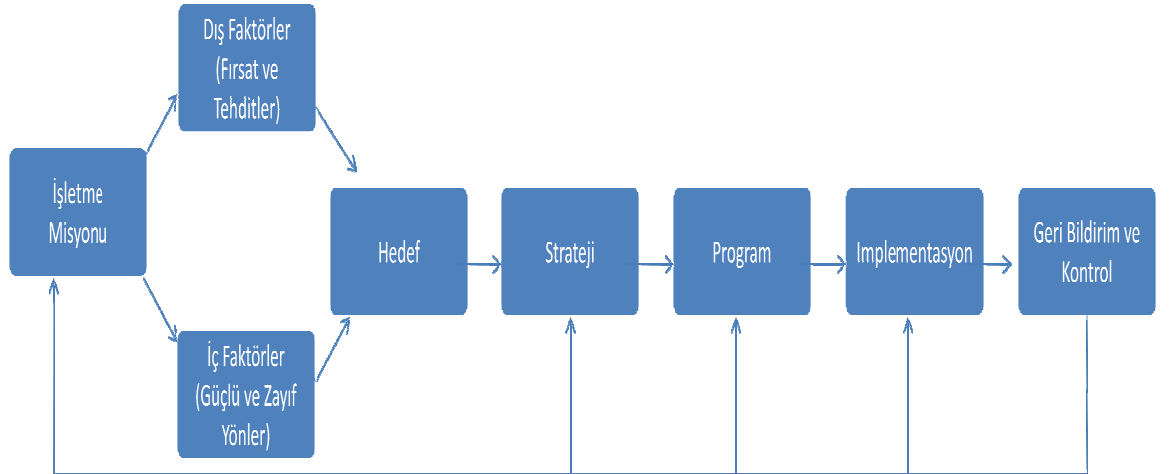 Dış Faktörler
(Fırsat ve
Tehditler)
İşletme
Misyonu
İç Faktörler
(Güçlü ve Zayıf
Yönler)
Hedef
Strateji
Program
Implementasyon
Geri Bildirim ve
Kontrol